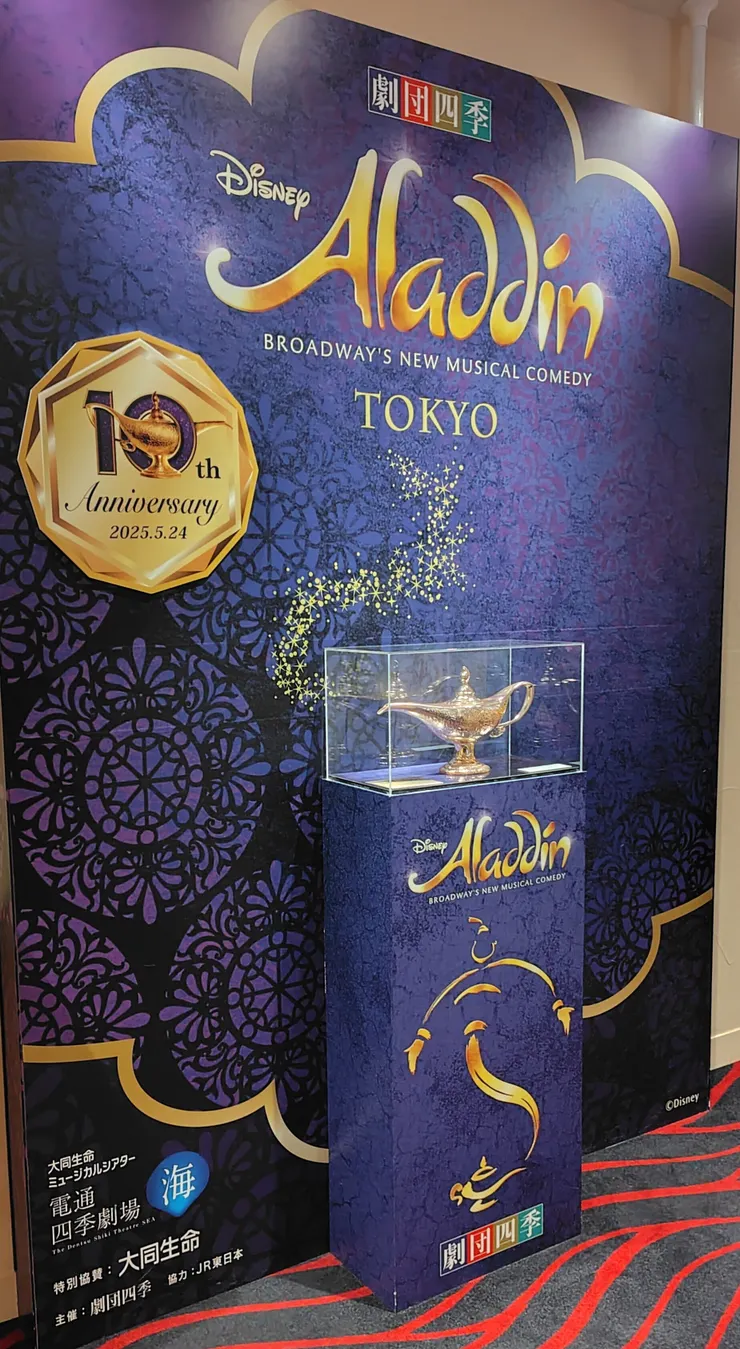 劇団四季
DISNEY
Aladdin
BROADWAY'S NEW MUSICAL COMEDY
TOKYO
10th
Anniversary
2025.5.24
DISNEY
Aladdin
BROADWAY'S NEW MUSICAL COMEDY
劇団四季
©Disney
大同生命
ミュージカルシアター
電通
四季劇場
海
The Dentsu Shiki Theatre SEA
特別協賛:大同生命
主催:劇団四季 協力:JR東日本